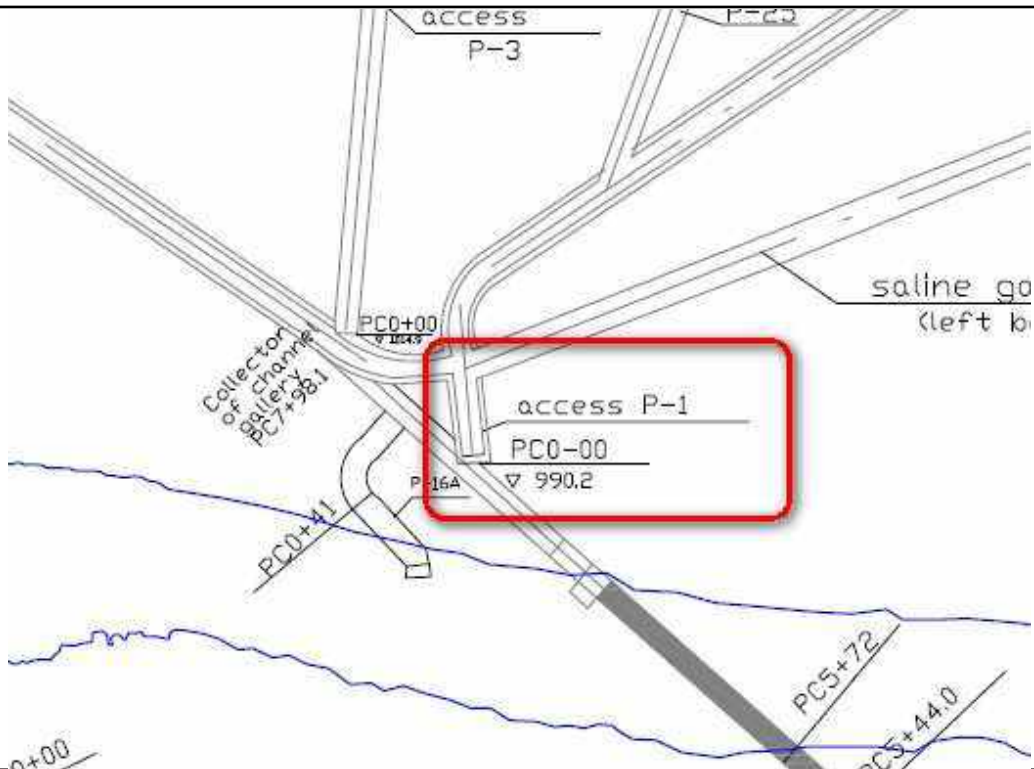 access
P-3
P-25
saline
(left
PC0+00
Collector
of channel
gallery
PC7+98.1
access P-1
PC0-00
▽ 990.2
P-16A
PC0+41
PC5+72
PC5+44.0
0+00